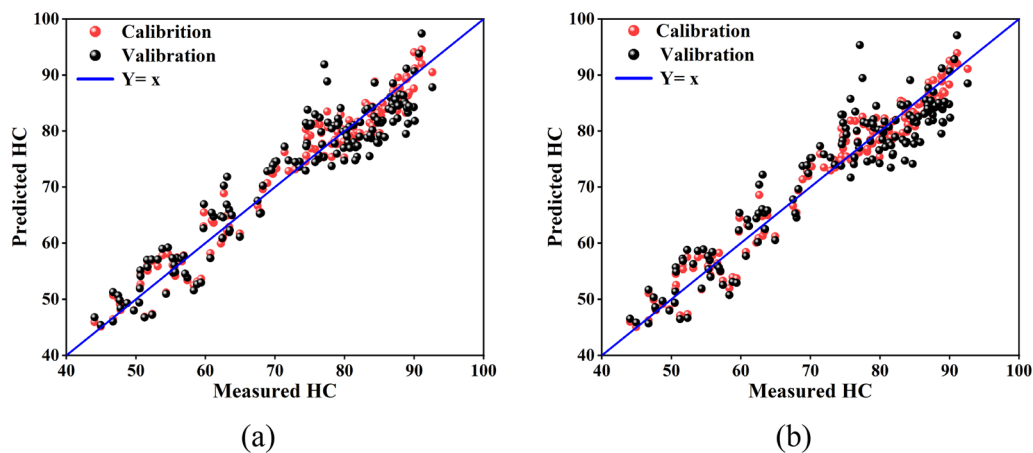 100
90
80
70
60
50
40
Predicted HC
Calibrition
Valibration
Y= x
40 50 60 70 80 90 100
Measured HC
(a)
100
90
80
70
60
50
40
Predicted HC
Calibration
Valibration
Y= x
40 50 60 70 80 90 100
Measured HC
(b)